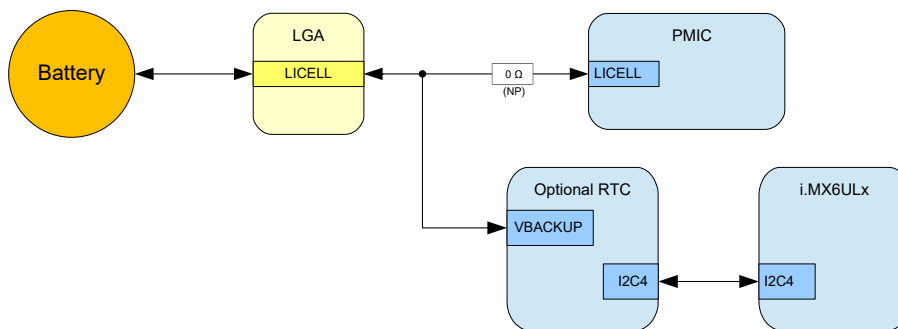 LGA
PMIC
Battery
LICELL
0 Ω
LICELL
(NP)
Optional RTC
i.MX6ULx
VBACKUP
I2C4
I2C4